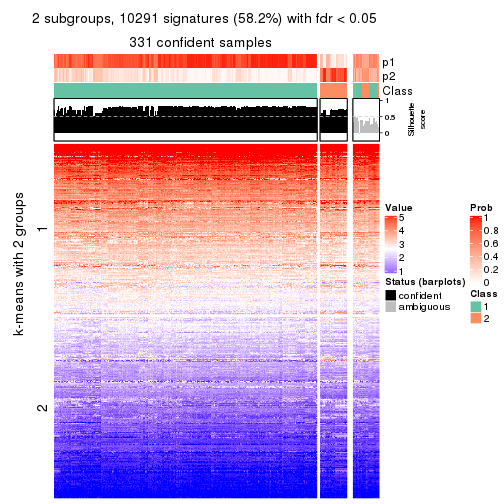 2 subgroups, 10291 signatures (58.2%) with fdr < 0.05
331 confident samples
p1
p2
Class
1
0.5
0
Silhouette
score
k-means with 2 groups
1
2
Value
5
4
3
2
1
Status (barplots)
confident
ambiguous
Prob
1
0.8
0.6
0.4
0.2
0
Class
1
2